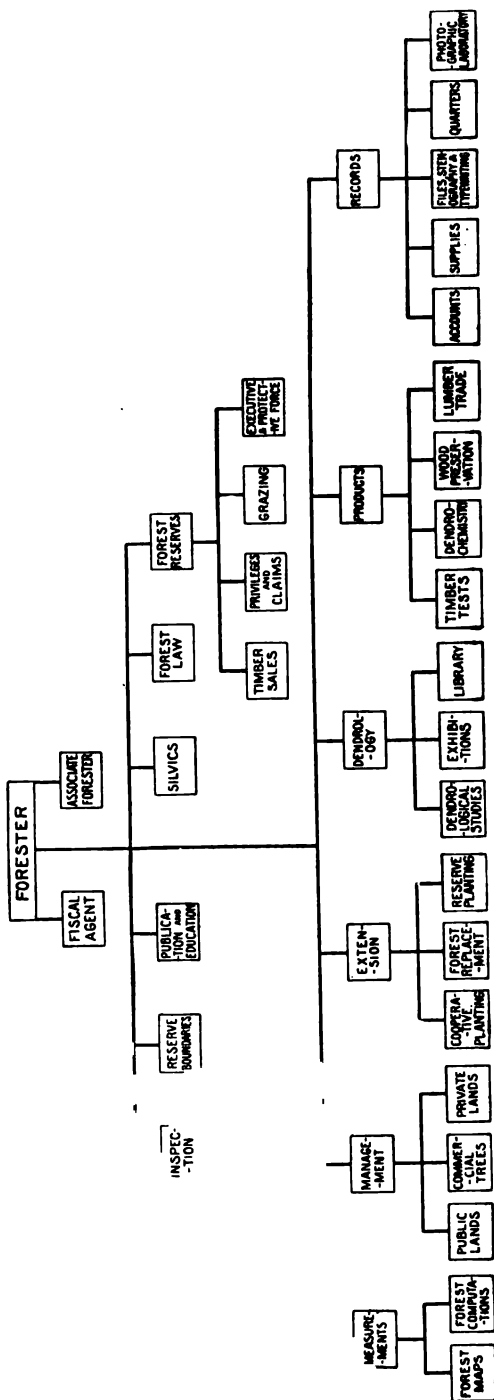 FORESTER
FISCAL
AGENT
ASSOCIATE
FORESTER
INSPEC-
-TION
RESERVE
BOUNDARIES
PUBLICA-
-TION AND
EDUCATION
SILVICS
FOREST
LAW
FOREST
RESERVES
TIMBER
SALES
PRIVILEGES
AND
CLAIMS
GRAZING
EXECUTIVE
& PROTECT-
-IVE FORCE
MEASURE-
-MENTS
MANAGE-
-MENT
EXTEN-
-SION
DENDROL-
-OGY
PRODUCTS
RECORDS
FOREST
MAPS
FOREST
COMPUTA-
-TIONS
PUBLIC
LANDS
COMMER-
-CIAL
TREES
PRIVATE
LANDS
COOPERA-
-TIVE
PLANTING
FOREST
REPLACE-
-MENT
RESERVE
PLANTING
DENDRO-
-LOGICAL
STUDIES
EXHIBI-
-TIONS
LIBRARY
TIMBER
TESTS
DENDRO-
WOOD
PRESER-
-VATION
LUMBER
TRADE
ACCOUNTS
SUPPLIES
FILES, STEN-
-OGRAPHY &
TYPEWRITING
QUARTERS
PHOTO-
-GRAPHIC
LABORATORY